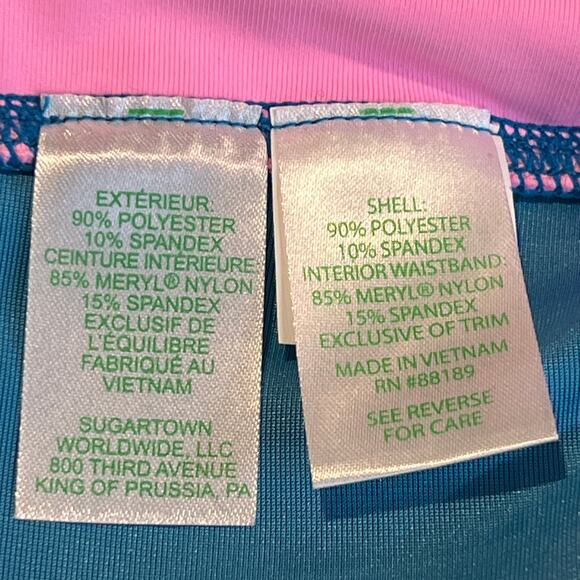 EXTÉRIEUR:
90% POLYESTER
10% SPANDEX
CEINTURE INTÉRIEURE
85% MERYL® NYLON
15% SPANDEX
EXCLUSIF DE
L'ÉQUILIBRE
FABRIQUÉ AU
VIETNAM
SUGARTOWN
WORLDWIDE, LLC
800 THIRD AVENUE
KING OF PRUSSIA, PA
SHELL:
90% POLYESTER
10% SPANDEX
INTERIOR WAISTBAND:
85% MERYL® NYLON
15% SPANDEX
EXCLUSIVE OF TRIM
MADE IN VIETNAM
RN #88189
SEE REVERSE
FOR CARE